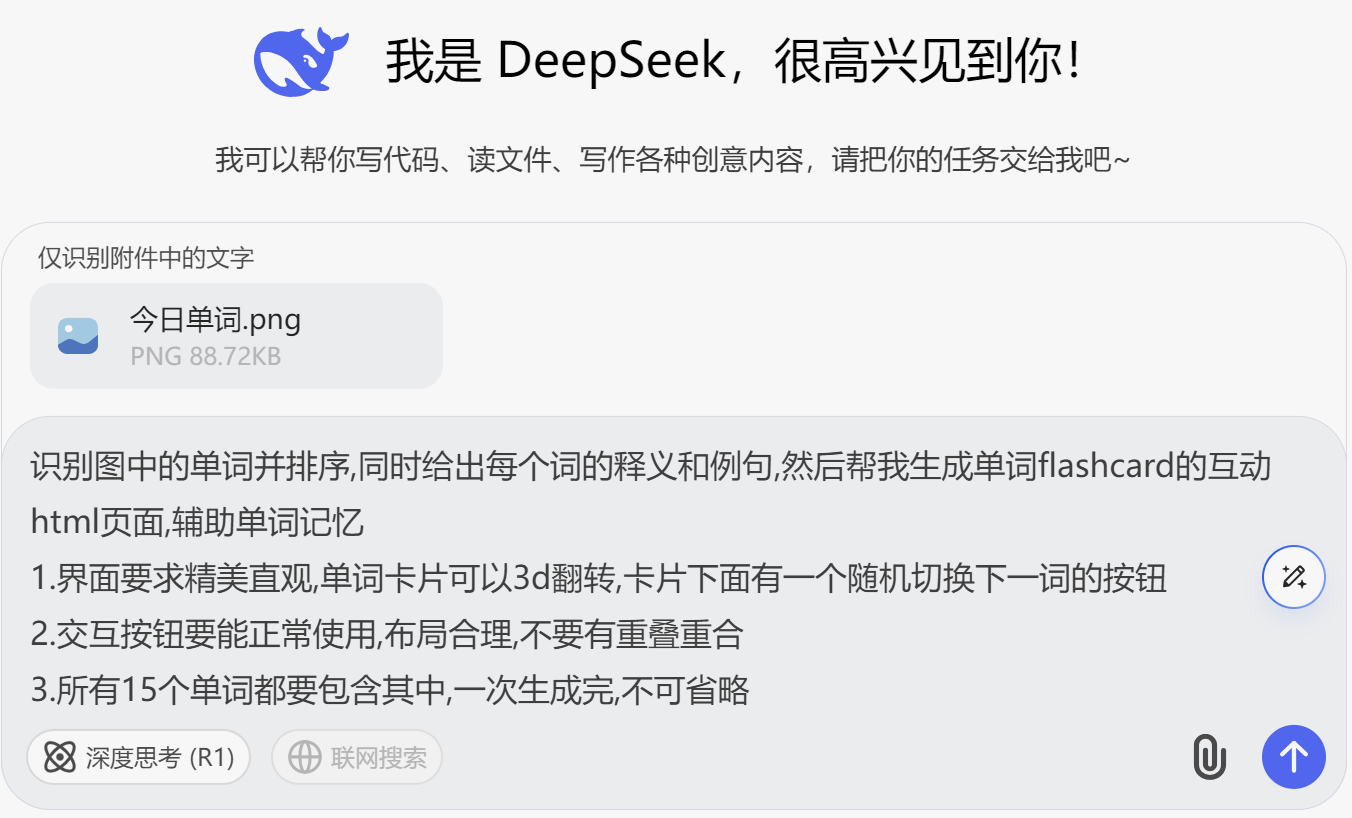 我是 DeepSeek，很高兴见到你！
我可以帮你写代码、读文件、写作各种创意内容，请把你的任务交给我吧~
仅识别附件中的文字
今日单词.png
PNG 88.72KB
识别图中的单词并排序,同时给出每个词的释义和例句,然后帮我生成单词flashcard的互动
html页面,辅助单词记忆
1.界面要求精美直观,单词卡片可以3d翻转,卡片下面有一个随机切换下一词的按钮
2.交互按钮要能正常使用,布局合理,不要有重叠重合
3.所有15个单词都要包含其中,一次生成完,不可省略
深度思考 (R1) 联网搜索